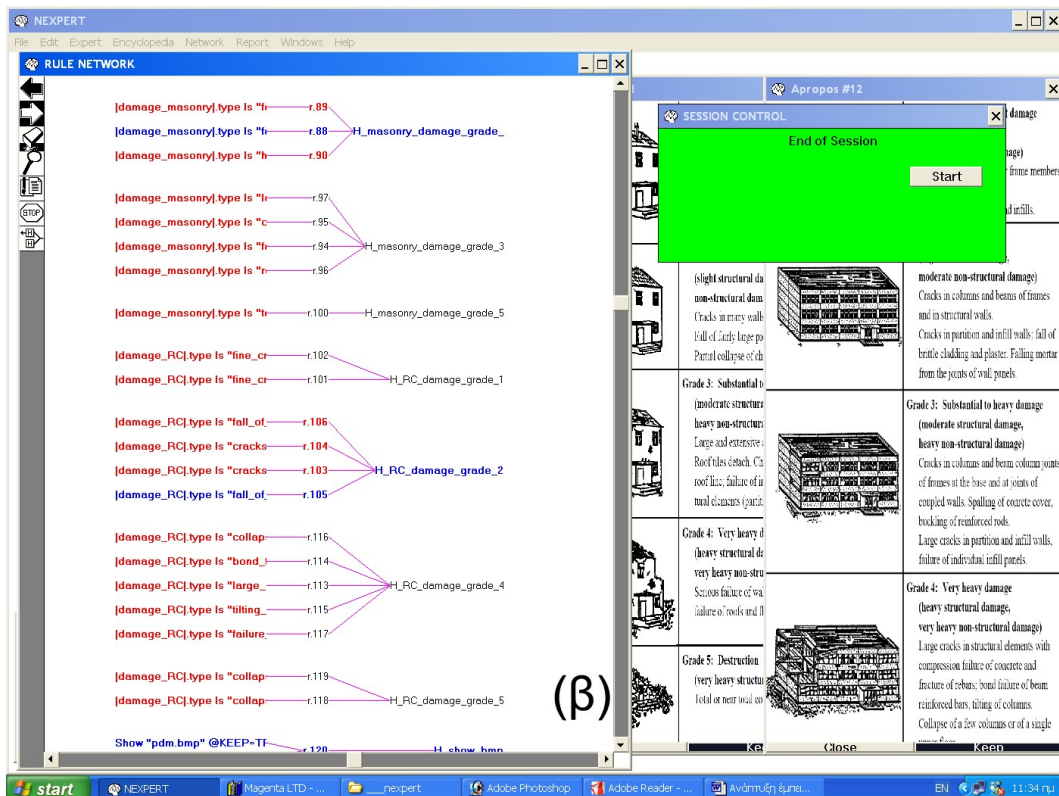 NEXPERT
File Edit Expert Encyclopedia Network Report Windows Help
RULE NETWORK
|damage_masonry|.type Is "f r.89
|damage_masonry|.type Is "f r.88 H_masonry_damage_grade_
|damage_masonry|.type Is "h r.90
|damage_masonry|.type Is "l r.97
|damage_masonry|.type Is "c r.95
|damage_masonry|.type Is "f r.94 H_masonry_damage_grade_3
|damage_masonry|.type Is "r r.96
|damage_masonry|.type Is "t r.100 H_masonry_damage_grade_5
|damage_RC|.type Is "fine_cr r.102
|damage_RC|.type Is "fine_cr r.101 H_RC_damage_grade_1
|damage_RC|.type Is "fall_of_ r.106
|damage_RC|.type Is "cracks r.104
|damage_RC|.type Is "cracks r.103 H_RC_damage_grade_2
|damage_RC|.type Is "fall_of_ r.105
|damage_RC|.type Is "collap r.116
|damage_RC|.type Is "bond_ r.114
|damage_RC|.type Is "large_ r.113 H_RC_damage_grade_4
|damage_RC|.type Is "tilting_ r.115
|damage_RC|.type Is "failure_ r.117
|damage_RC|.type Is "collap r.119
|damage_RC|.type Is "collap r.118 H_RC_damage_grade_5
Show "pdm.bmp" @KEEP=T r.120 H_show_bmp
STOP
(β)
(slight structural da
non-structural dam
Cracks in many walls
Fall of fairly large pi
Partial collapse of ch
Grade 3: Substantial t
(moderate structura
heavy non-structura
Large and extensive
Roof tiles detach. Ch
roof line; failure of i
tural elements (partit
Grade 4: Very heavy d
(heavy structural da
very heavy non-stru
Serious failure of wa
failure of roofs and fl
Grade 5: Destruction
(very heavy structu
Total or near total co
Ke
Apropos #12
t damage
nage)
frame members
nd infills.
SESSION CONTROL
End of Session
Start
moderate non-structural damage)
Cracks in columns and beams of frames
and in structural walls.
Cracks in partition and infill walls; fall of
brittle cladding and plaster. Falling mortar
from the joints of wall panels.
Grade 3: Substantial to heavy damage
(moderate structural damage,
heavy non-structural damage)
Cracks in columns and beam column joints
of frames at the base and at joints of
coupled walls. Spalling of conrete cover,
buckling of reinforced rods.
Large cracks in partition and infill walls,
failure of individual infill panels.
Grade 4: Very heavy damage
(heavy structural damage,
very heavy non-structural damage)
Large cracks in structural elements with
compression failure of concrete and
fracture of rebars; bond failure of beam
reinforced bars; tilting of columns.
Collapse of a few columns or of a single
upper floor.
Close Keep
start NEXPERT Magenta LTD - ... ___nexpert Adobe Photoshop Adobe Reader - ... Ανάπτυξη έμπει... EN 11:34 πμ